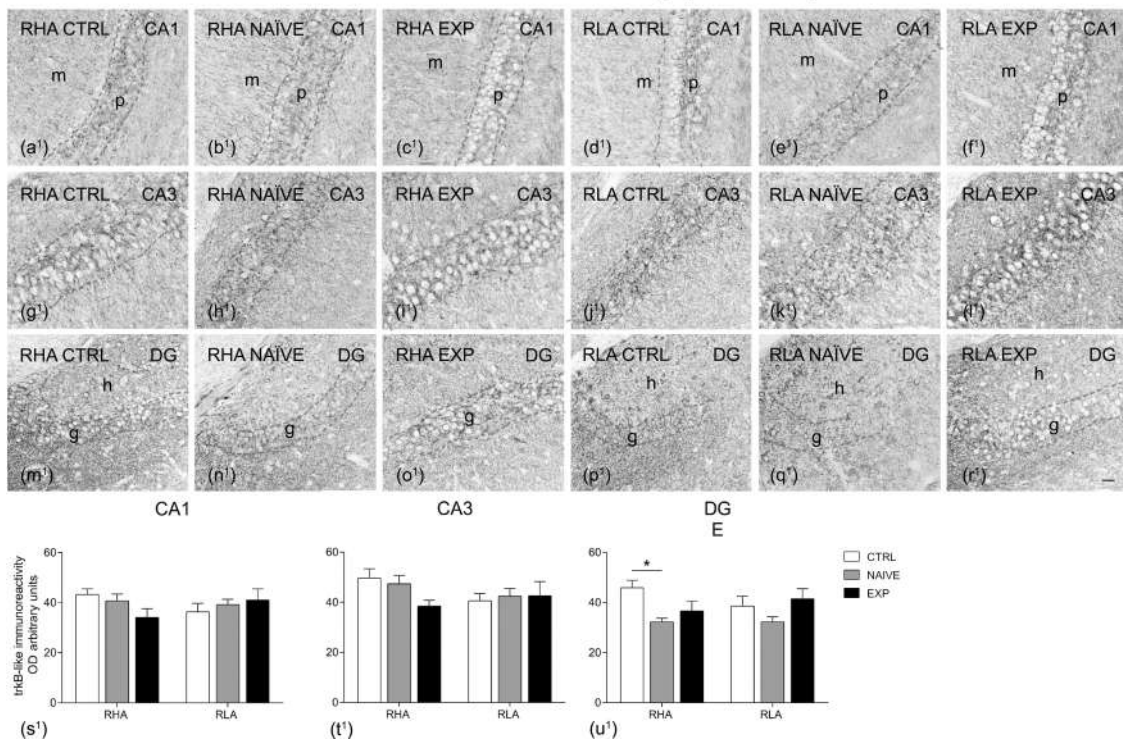 RHA CTRL CA1 RHA NAÏVE CA1 RHA EXP CA1 RLA CTRL CA1 RLA NAÏVE CA1 RLA EXP CA1
m m m m m m
p p p p p
(a¹) (b¹) (c¹) (d¹) (e¹) (f¹)
RHA CTRL CA3 RHA NAÏVE CA3 RHA EXP CA3 RLA CTRL CA3 RLA NAÏVE CA3 RLA EXP CA3
(g¹) (h¹) (i¹) (j¹) (k¹) (l¹)
RHA CTRL DG RHA NAÏVE DG RHA EXP DG RLA CTRL DG RLA NAÏVE DG RLA EXP DG
h h h h
g g g g g g
(m¹) (n¹) (o¹) (p¹) (q¹) (r¹)
CA1 CA3 DG
E
trkB-like immunoreactivity
OD arbitrary units
60 60 60
40 40 40
20 20 20
0 0 0
*
CTRL
NAIVE
EXP
RHA RLA RHA RLA RHA RLA
(s¹) (t¹) (u¹)